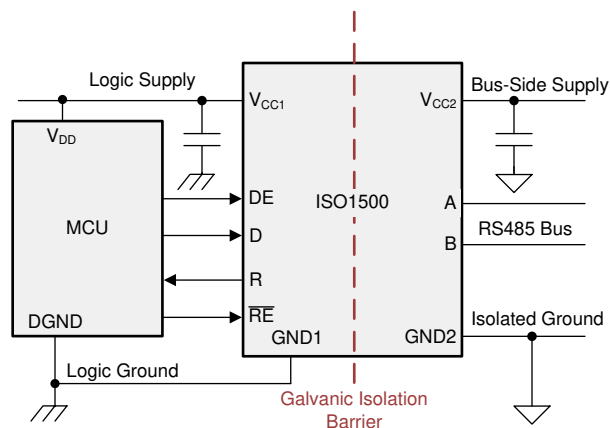 Logic Supply
Bus-Side Supply
V_CC1
V_CC2
V_DD
DE
ISO1500
A
MCU
D
RS485 Bus
B
R
DGND
R̅E̅
Isolated Ground
GND1
GND2
Logic Ground
Galvanic Isolation
Barrier